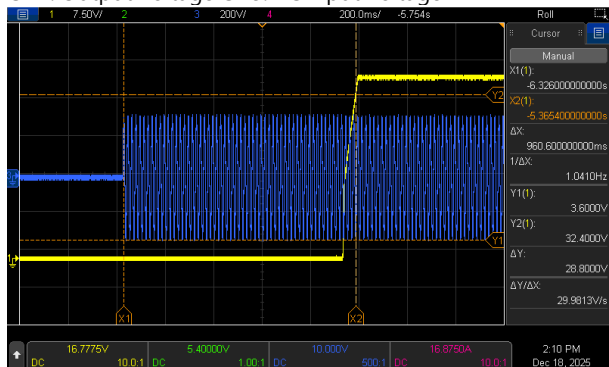 1 7.50V/ 2 3 200V/ 4 200.0ms/ -5.754s Roll
Cursor
Manual
X1(1):
-6.326000000000s
X2(1):
-5.365400000000s
ΔX:
960.600000000ms
1/ΔX:
1.0410Hz
Y1(1):
3.6000V
Y2(1):
32.4000V
ΔY:
28.8000V
ΔY/ΔX:
29.9813V/s
Y2
Y1
X1 X2
16.7775V 5.40000V 10.000V 16.8750A
DC 10.0:1 DC 1.00:1 DC 500:1 DC 10.0:1
2:10 PM
Dec 18, 2025